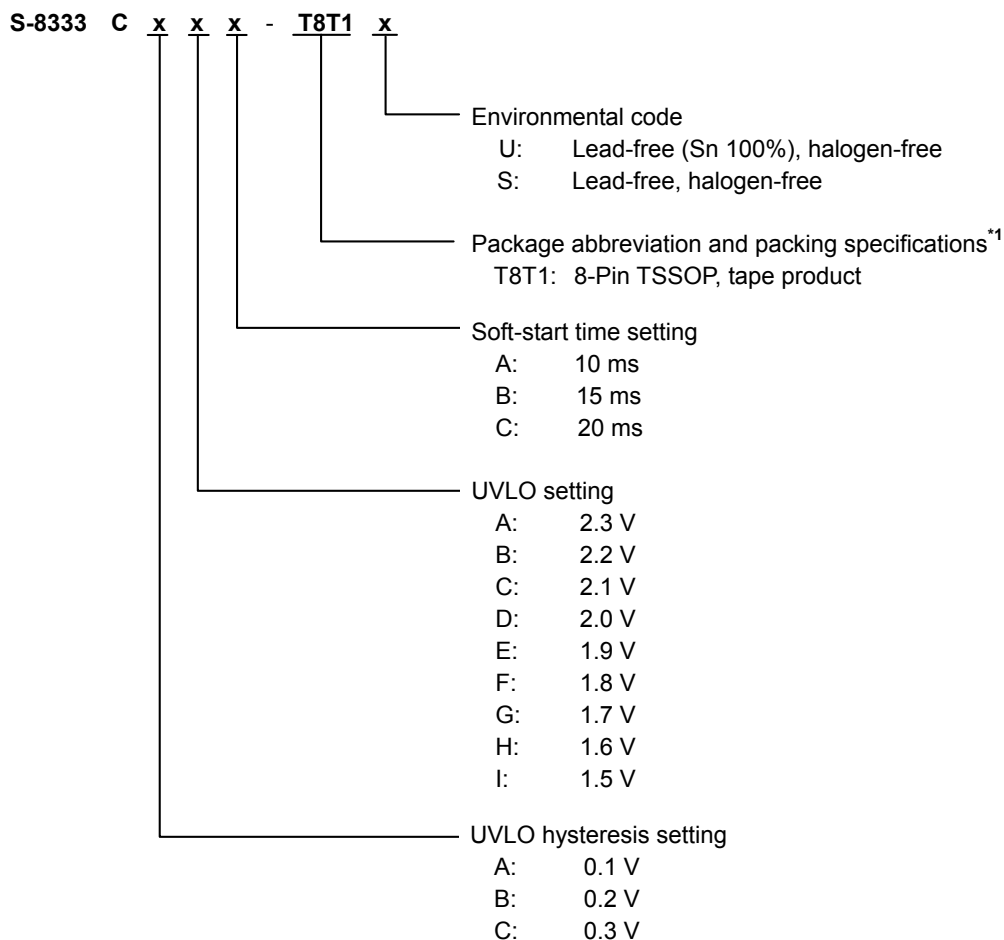 S-8333 C x x x - T8T1 x
Environmental code
U: Lead-free (Sn 100%), halogen-free
S: Lead-free, halogen-free
Package abbreviation and packing specifications*1
T8T1: 8-Pin TSSOP, tape product
Soft-start time setting
A: 10 ms
B: 15 ms
C: 20 ms
UVLO setting
A: 2.3 V
B: 2.2 V
C: 2.1 V
D: 2.0 V
E: 1.9 V
F: 1.8 V
G: 1.7 V
H: 1.6 V
I: 1.5 V
UVLO hysteresis setting
A: 0.1 V
B: 0.2 V
C: 0.3 V